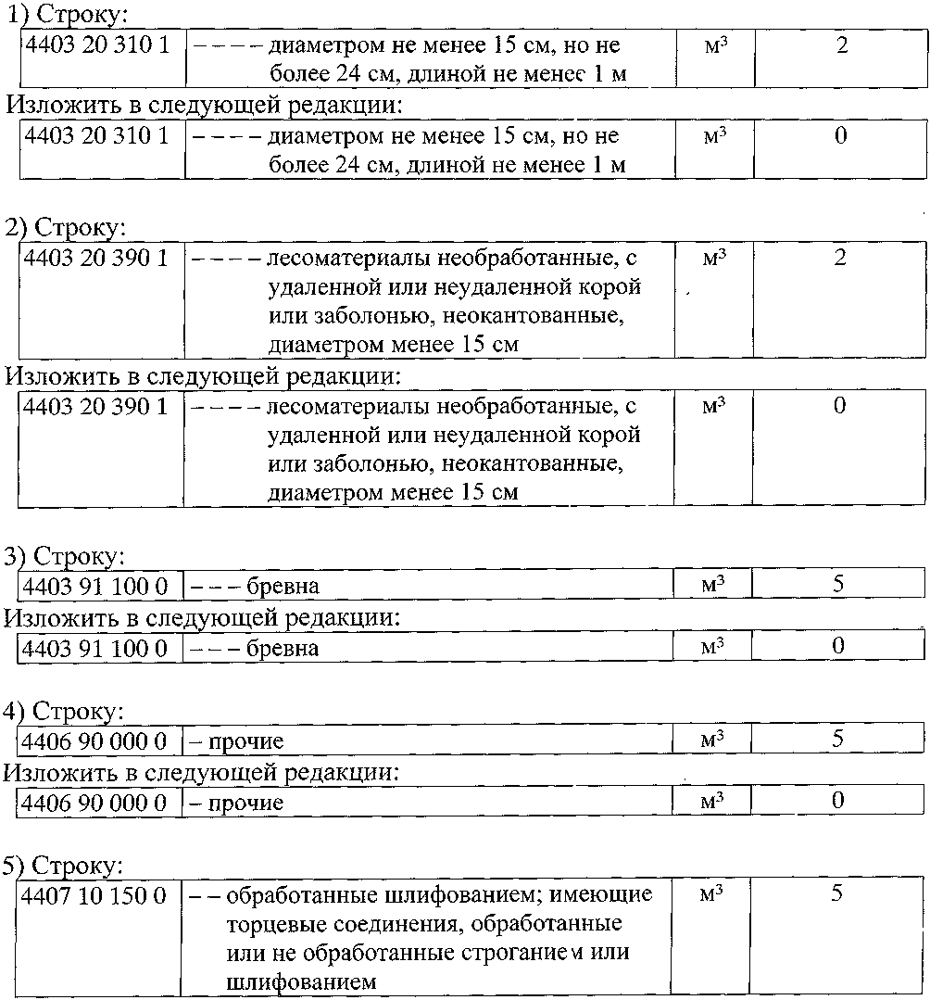 1) Строку:
4403 20 310 1 – – – – диаметром не менее 15 см, но не м³ 2
более 24 см, длиной не менее 1 м
Изложить в следующей редакции:
4403 20 310 1 – – – – диаметром не менее 15 см, но не м³ 0
более 24 см, длиной не менее 1 м
2) Строку:
4403 20 390 1 – – – – лесоматериалы необработанные, с м³ 2
удаленной или неудаленной корой
или заболонью, неокантованные,
диаметром менее 15 см
Изложить в следующей редакции:
4403 20 390 1 – – – – лесоматериалы необработанные, с м³ 0
удаленной или неудаленной корой
или заболонью, неокантованные,
диаметром менее 15 см
3) Строку:
4403 91 100 0 – – – бревна м³ 5
Изложить в следующей редакции:
4403 91 100 0 – – – бревна м³ 0
4) Строку:
4406 90 000 0 – прочие м³ 5
Изложить в следующей редакции:
4406 90 000 0 – прочие м³ 0
5) Строку:
4407 10 150 0 – – обработанные шлифованием; имеющие м³ 5
торцевые соединения, обработанные
или не обработанные строганием или
шлифованием